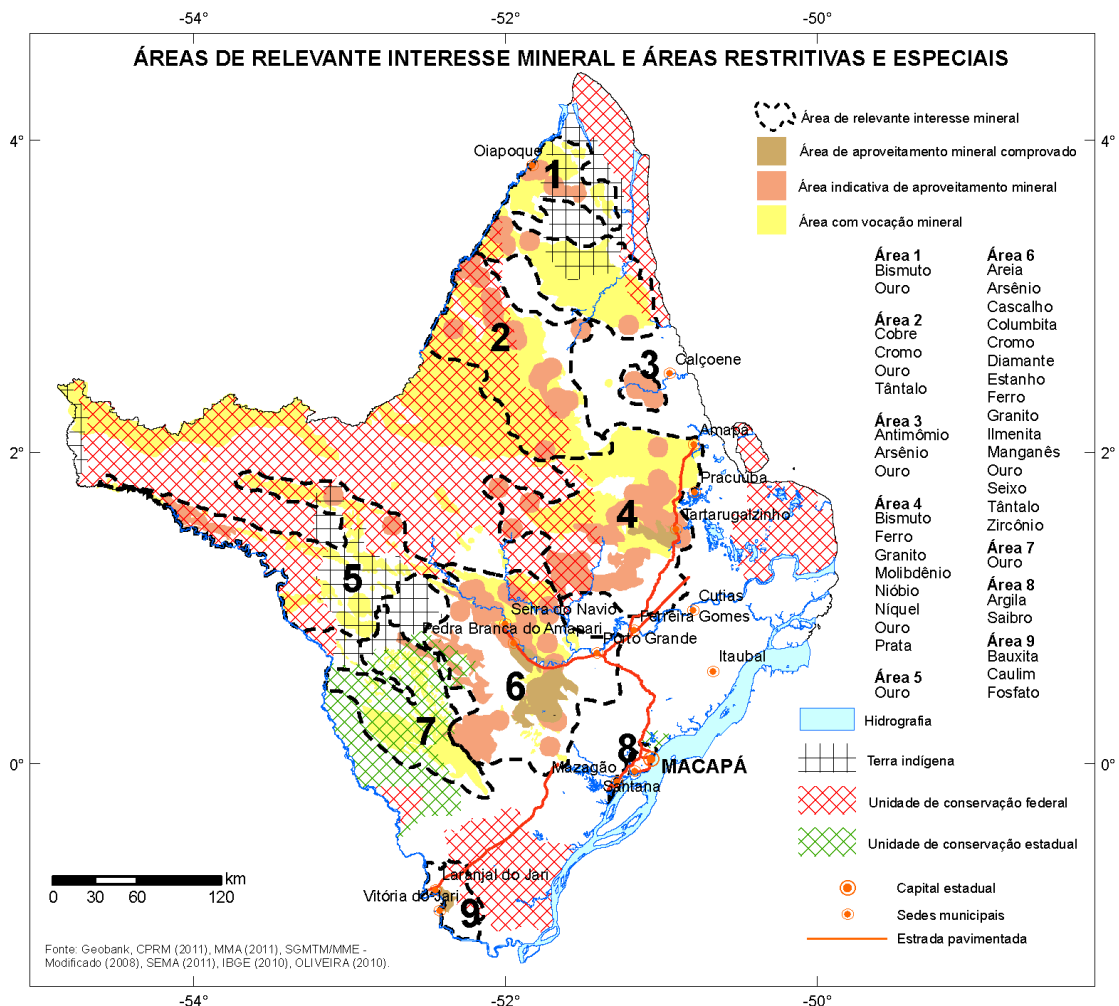 -54°
-52°
-50°
ÁREAS DE RELEVANTE INTERESSE MINERAL E ÁREAS RESTRITIVAS E ESPECIAIS
4°
4°
2°
2°
0°
0°
Área de relevante interesse mineral
Área de aproveitamento mineral comprovado
Área indicativa de aproveitamento mineral
Área com vocação mineral
Área 1
Bismuto
Ouro
Área 2
Cobre
Cromo
Ouro
Tântalo
Área 3
Antimômio
Arsênio
Ouro
Área 4
Bismuto
Ferro
Granito
Molibdênio
Nióbio
Níquel
Ouro
Prata
Área 5
Ouro
Área 6
Areia
Arsênio
Cascalho
Columbita
Cromo
Diamante
Estanho
Ferro
Granito
Ilmenita
Manganês
Ouro
Seixo
Tântalo
Zircônio
Área 7
Ouro
Área 8
Argila
Saibro
Área 9
Bauxita
Caulim
Fosfato
Hidrografia
Terra indígena
Unidade de conservação federal
Unidade de conservação estadual
Capital estadual
Sedes municipais
Estrada pavimentada
Oiapoque
1
2
3
Calçoene
Amapá
Pracuúba
4
Tartarugalzinho
5
Cutias
Serra do Navio
Ferreira Gomes
Pedra Branca do Amapari
Porto Grande
Itaubal
6
7
8
Mazagão
MACAPÁ
Santana
Laranjal do Jari
Vitória do Jari
9
km
0 30 60 120
Fonte: Geobank, CPRM (2011), MMA (2011), SGMTM/MME -
Modificado (2008), SEMA (2011), IBGE (2010), OLIVEIRA (2010).
-54°
-52°
-50°